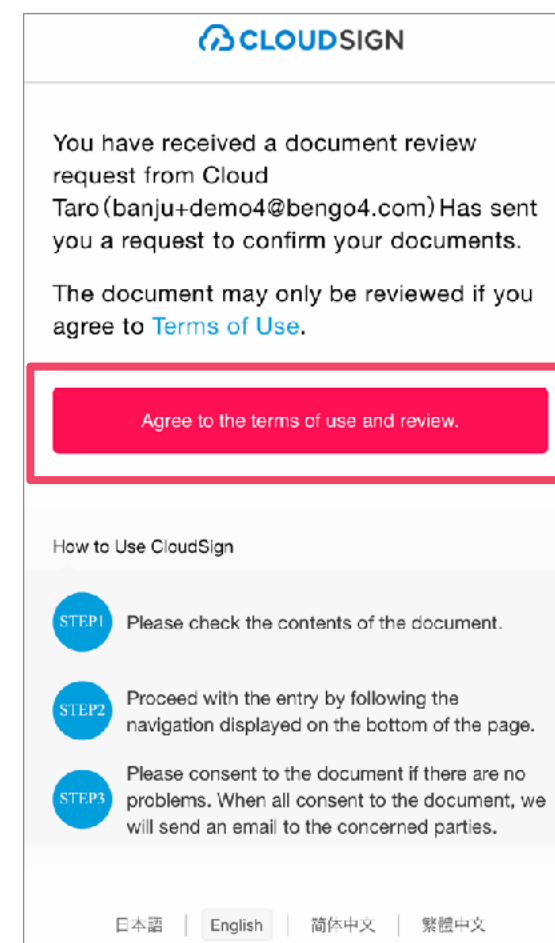 CLOUDSIGN
You have received a document review
request from Cloud
Taro(banju+demo4@bengo4.com)Has sent
you a request to confirm your documents.
The document may only be reviewed if you
agree to Terms of Use.
Agree to the terms of use and review.
How to Use CloudSign
STEP1
Please check the contents of the document.
STEP2
Proceed with the entry by following the
navigation displayed on the bottom of the page.
STEP3
Please consent to the document if there are no
problems. When all consent to the document, we
will send an email to the concerned parties.
日本語 | English | 简体中文 | 繁體中文